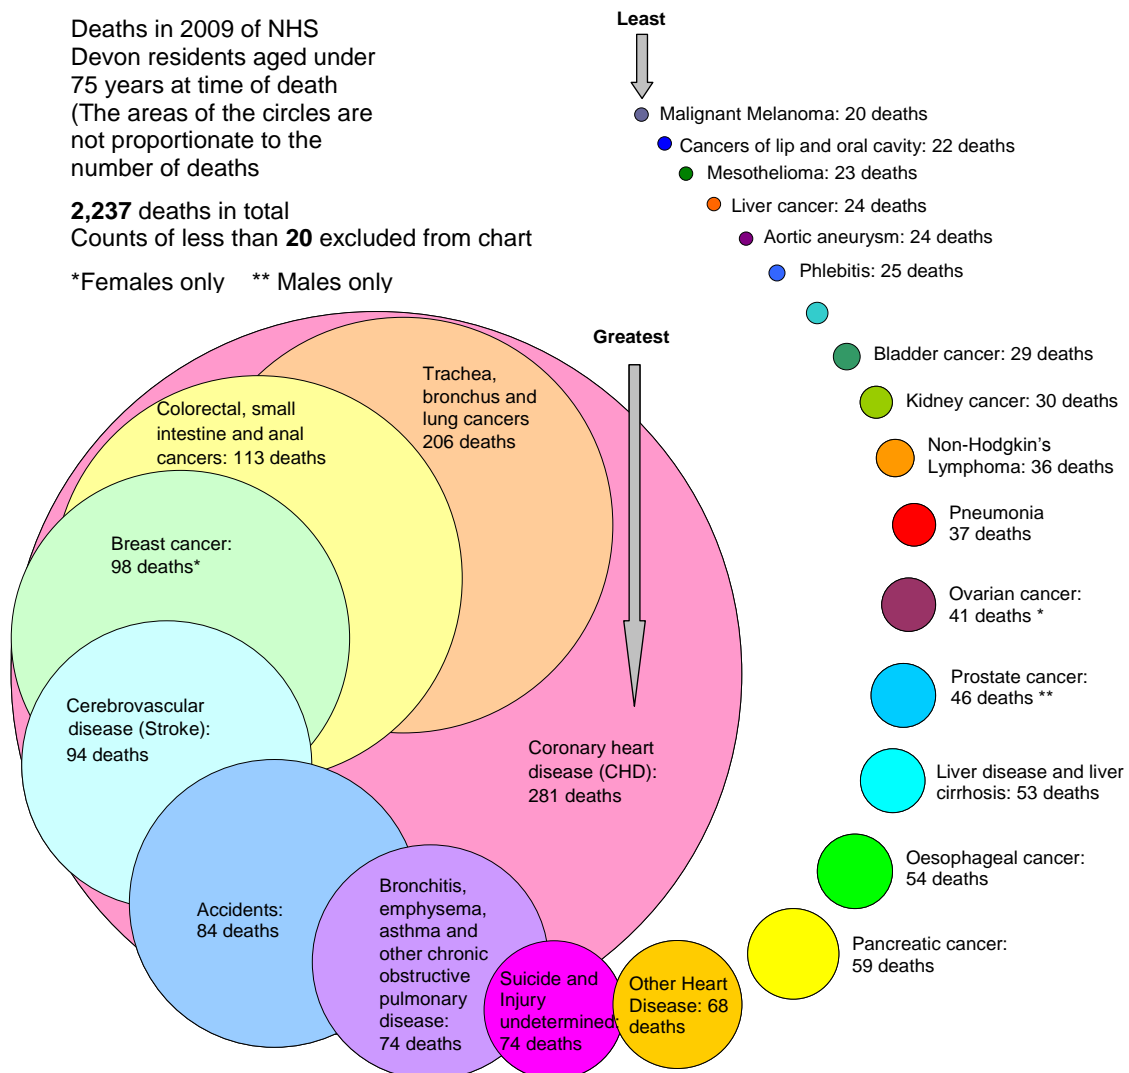 Deaths in 2009 of NHS
Devon residents aged under
75 years at time of death
(The areas of the circles are
not proportionate to the
number of deaths
2,237 deaths in total
Counts of less than 20 excluded from chart
*Females only ** Males only
Least
Malignant Melanoma: 20 deaths
Cancers of lip and oral cavity: 22 deaths
Mesothelioma: 23 deaths
Liver cancer: 24 deaths
Aortic aneurysm: 24 deaths
Phlebitis: 25 deaths
Bladder cancer: 29 deaths
Kidney cancer: 30 deaths
Non-Hodgkin's
Lymphoma: 36 deaths
Pneumonia
37 deaths
Ovarian cancer:
41 deaths *
Prostate cancer:
46 deaths **
Liver disease and liver
cirrhosis: 53 deaths
Oesophageal cancer:
54 deaths
Pancreatic cancer:
59 deaths
Other Heart
Disease: 68
deaths
Suicide and
Injury
undetermined:
74 deaths
Bronchitis,
emphysema,
asthma and
other chronic
obstructive
pulmonary
disease:
74 deaths
Accidents:
84 deaths
Cerebrovascular
disease (Stroke):
94 deaths
Breast cancer:
98 deaths*
Colorectal, small
intestine and anal
cancers: 113 deaths
Trachea,
bronchus and
lung cancers
206 deaths
Coronary heart
disease (CHD):
281 deaths
Greatest